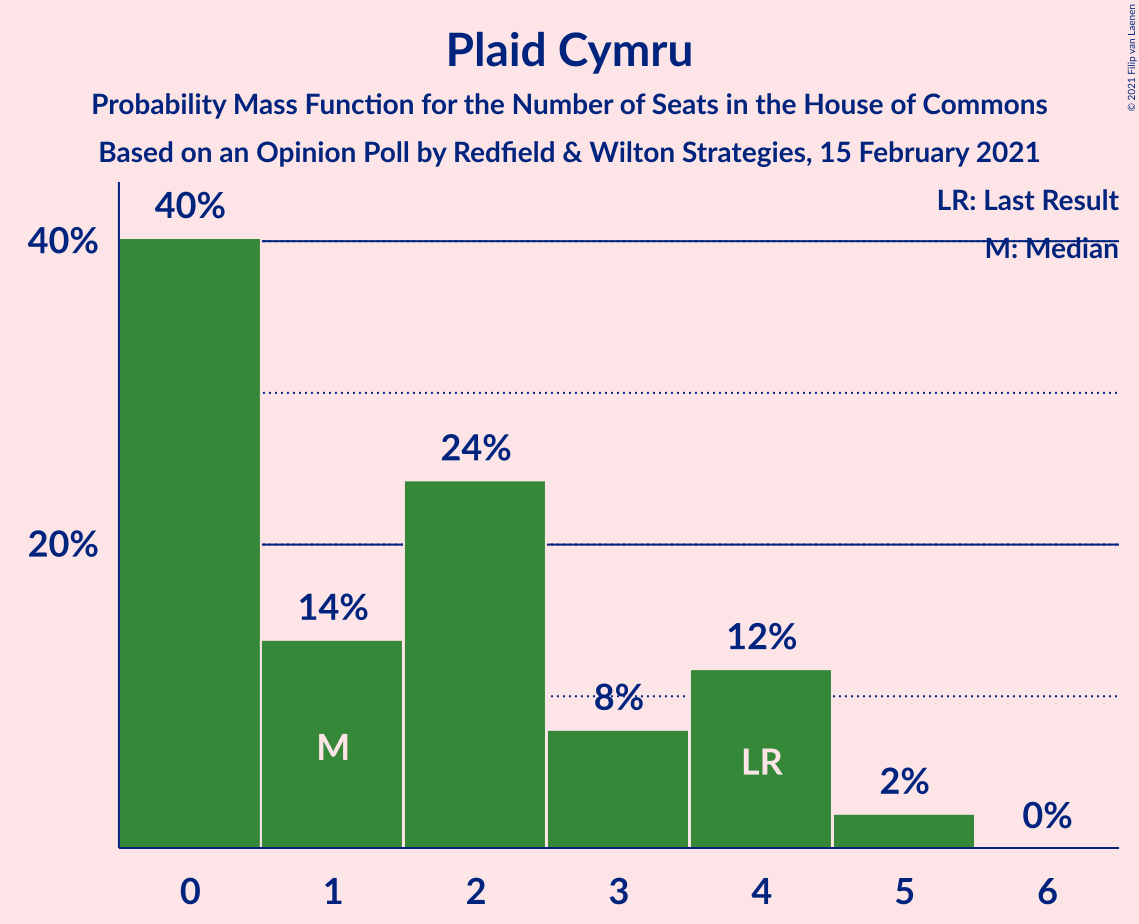 Plaid Cymru
Probability Mass Function for the Number of Seats in the House of Commons
Based on an Opinion Poll by Redfield & Wilton Strategies, 15 February 2021
© 2021 Filip van Laenen
LR: Last Result
M: Median
40%
40%
24%
20%
14%
12%
8%
M
LR
2%
0%
0 1 2 3 4 5 6